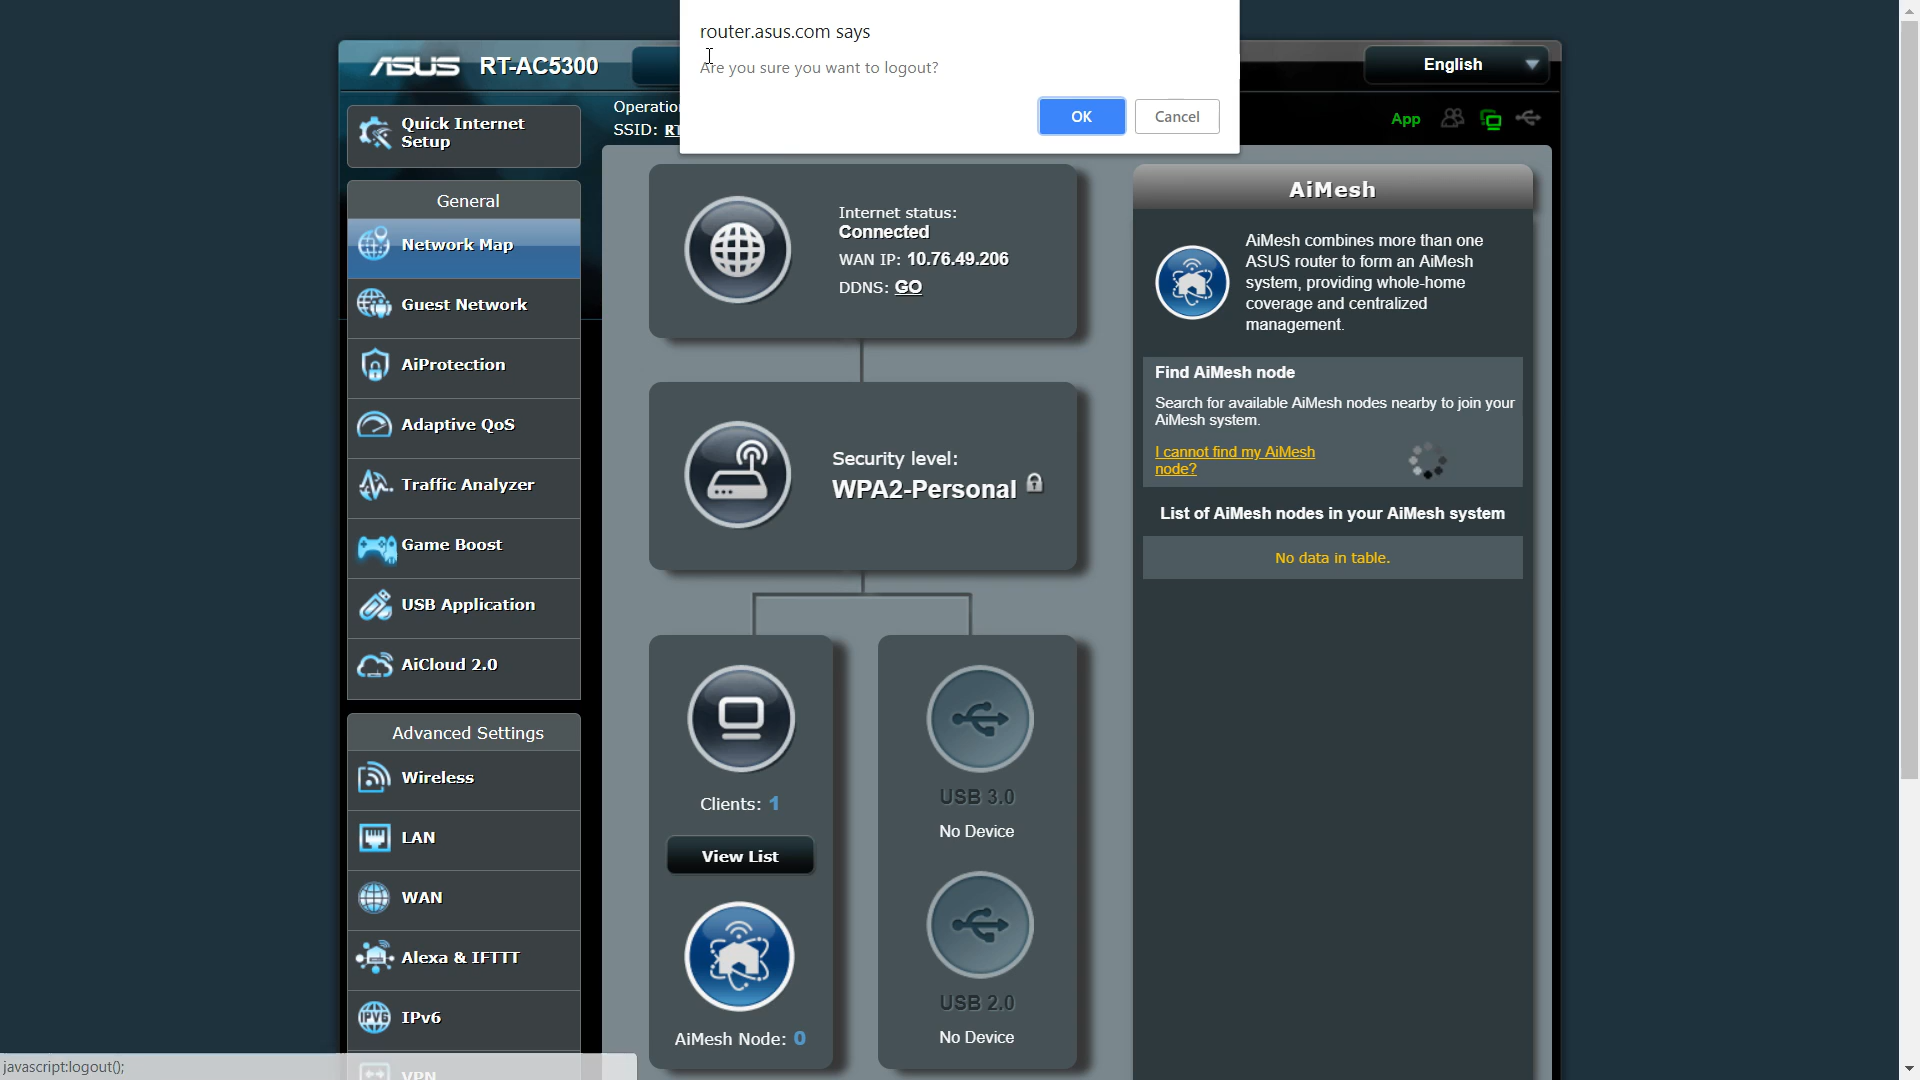 router.asus.com says
Are you sure you want to logout?
OK
Cancel
ASUS RT-AC5300
English
Operatio
SSID: RT
App
Quick Internet
Setup
General
Network Map
Guest Network
AiProtection
Adaptive QoS
Traffic Analyzer
Game Boost
USB Application
AiCloud 2.0
Advanced Settings
Wireless
LAN
WAN
Alexa & IFTTT
IPV6 IPv6
VPN
Internet status:
Connected
WAN IP: 10.76.49.206
DDNS: GO
Security level:
WPA2-Personal
Clients: 1
View List
AiMesh Node: 0
USB 3.0
No Device
USB 2.0
No Device
AiMesh
AiMesh combines more than one
ASUS router to form an AiMesh
system, providing whole-home
coverage and centralized
management.
Find AiMesh node
Search for available AiMesh nodes nearby to join your
AiMesh system.
I cannot find my AiMesh
node?
List of AiMesh nodes in your AiMesh system
No data in table.
javascript:logout();